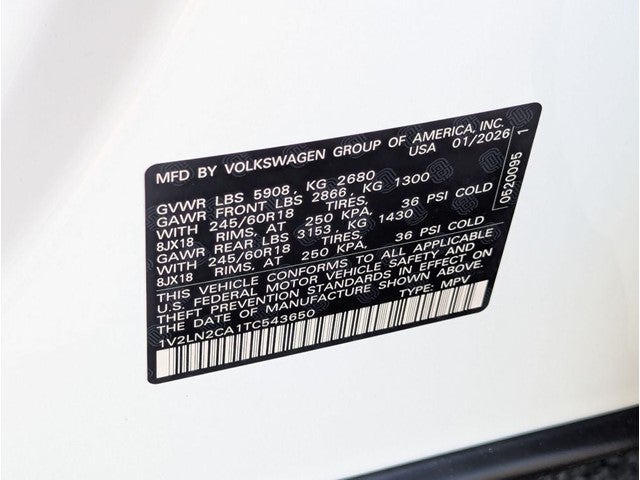 MFD BY VOLKSWAGEN GROUP OF AMERICA, INC.
USA 01/2026
GVWR LBS 5908, KG 2680
GAWR FRONT LBS 2866, KG 1300
WITH 245/60R18 TIRES,
8JX18 RIMS, AT 250 KPA, 36 PSI COLD
GAWR REAR LBS 3153, KG 1430
WITH 245/60R18 TIRES,
8JX18 RIMS, AT 250 KPA, 36 PSI COLD
THIS VEHICLE CONFORMS TO ALL APPLICABLE
U.S. FEDERAL MOTOR VEHICLE SAFETY AND
THEFT PREVENTION STANDARDS IN EFFECT ON
THE DATE OF MANUFACTURE SHOWN ABOVE.
1V2LN2CA1TC543650 TYPE: MPV
0620095 1